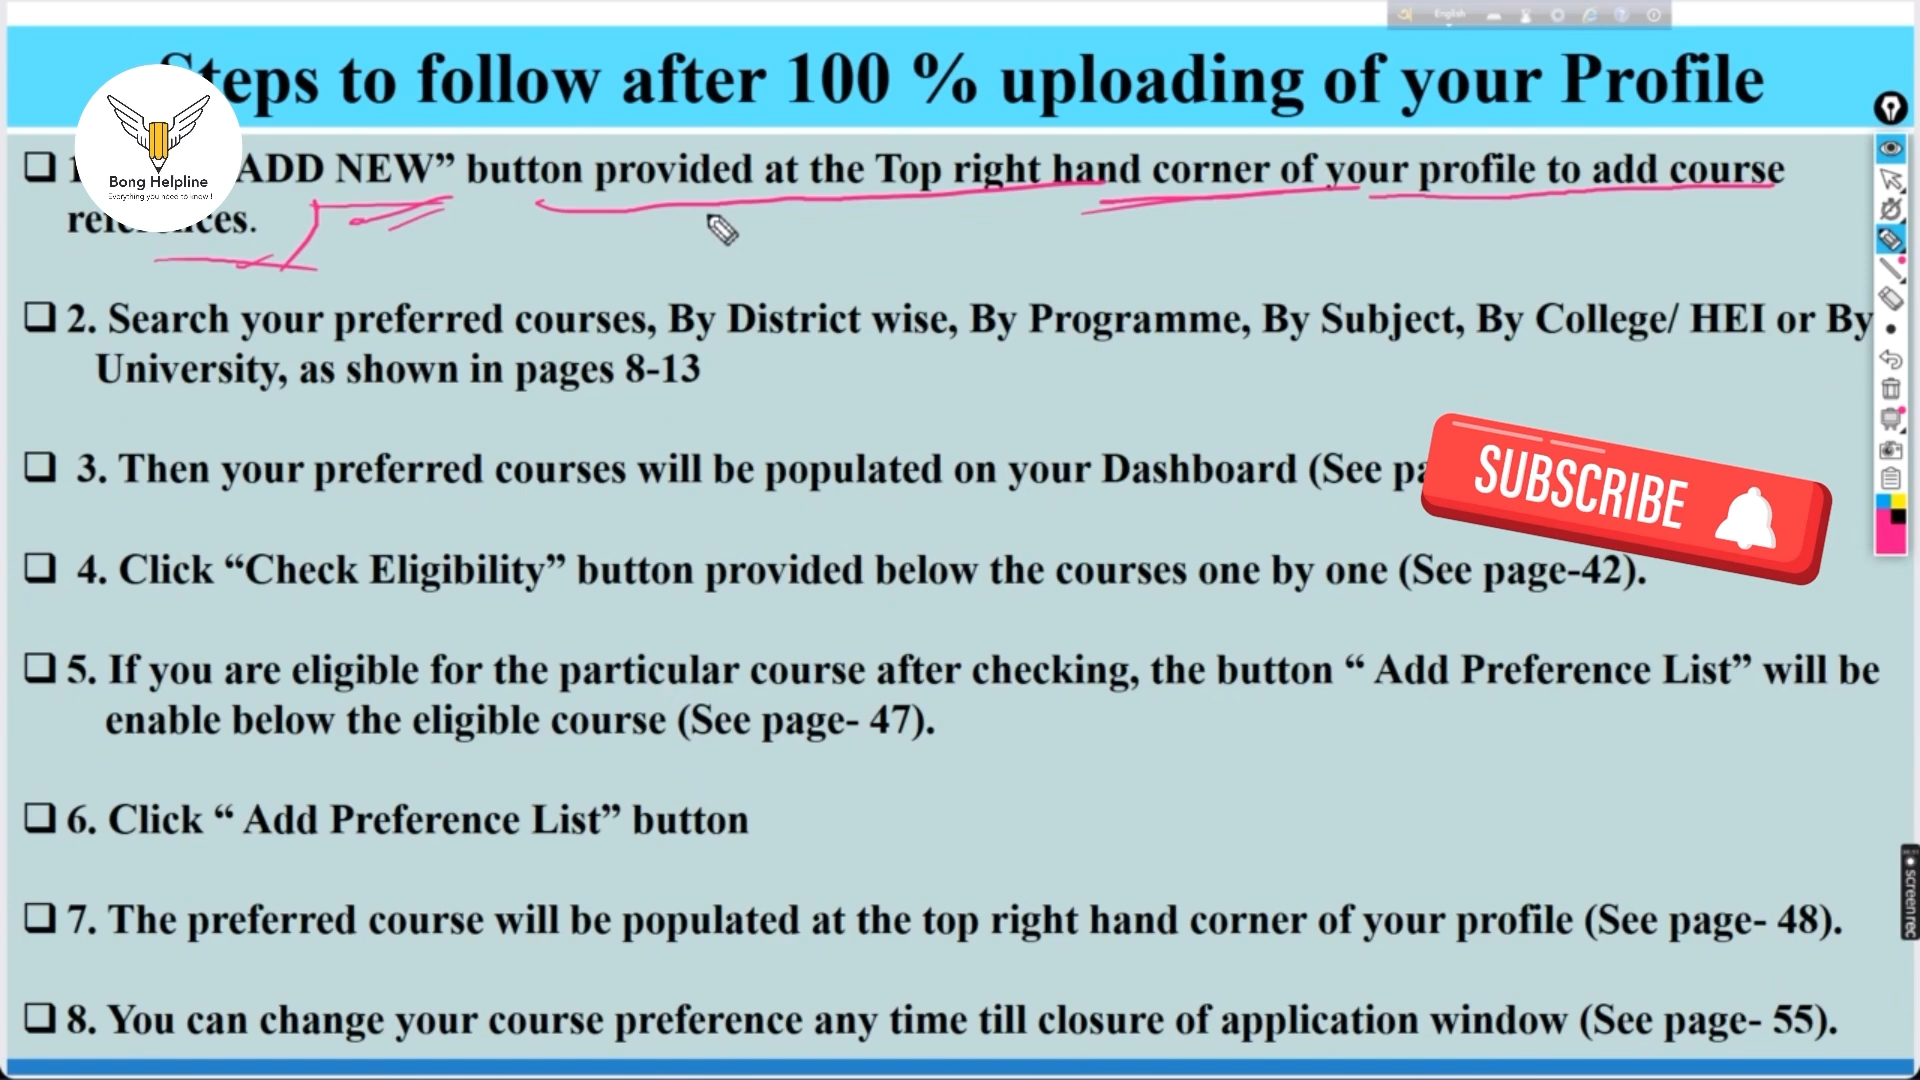 English
Steps to follow after 100 % uploading of your Profile
Bong Helpline
Everything you need to know !
ADD NEW” button provided at the Top right hand corner of your profile to add course
❑ 2. Search your preferred courses, By District wise, By Programme, By Subject, By College/ HEI or By
University, as shown in pages 8-13
❑ 3. Then your preferred courses will be populated on your Dashboard (See
SUBSCRIBE
❑ 4. Click “Check Eligibility” button provided below the courses one by one (See page-42).
❑ 5. If you are eligible for the particular course after checking, the button “ Add Preference List” will be
enable below the eligible course (See page- 47).
❑ 6. Click “ Add Preference List” button
❑ 7. The preferred course will be populated at the top right hand corner of your profile (See page- 48).
❑ 8. You can change your course preference any time till closure of application window (See page- 55).
screenrec